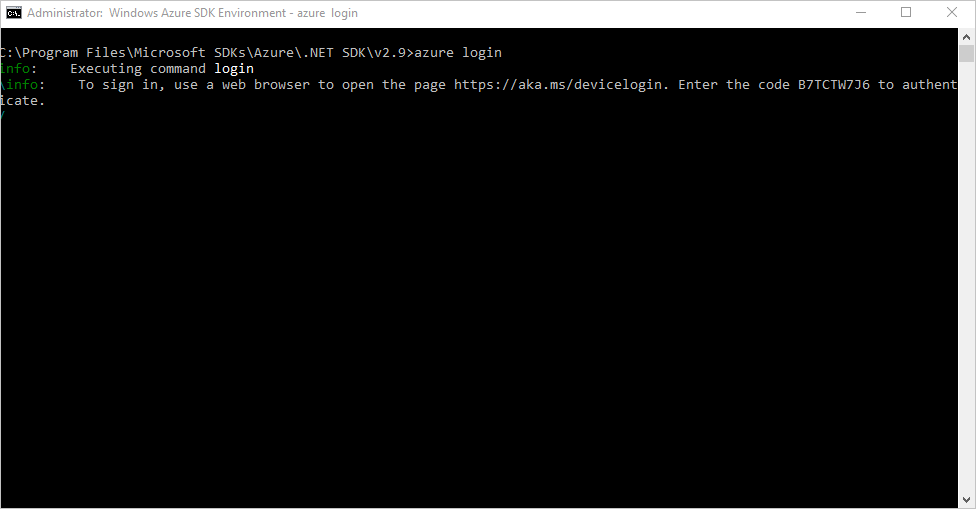 Administrator: Windows Azure SDK Environment - azure login
C:\Program Files\Microsoft SDKs\Azure\.NET SDK\v2.9>azure login
info: Executing command login
\info: To sign in, use a web browser to open the page https://aka.ms/devicelogin. Enter the code B7TCTW7J6 to authent
icate.
/